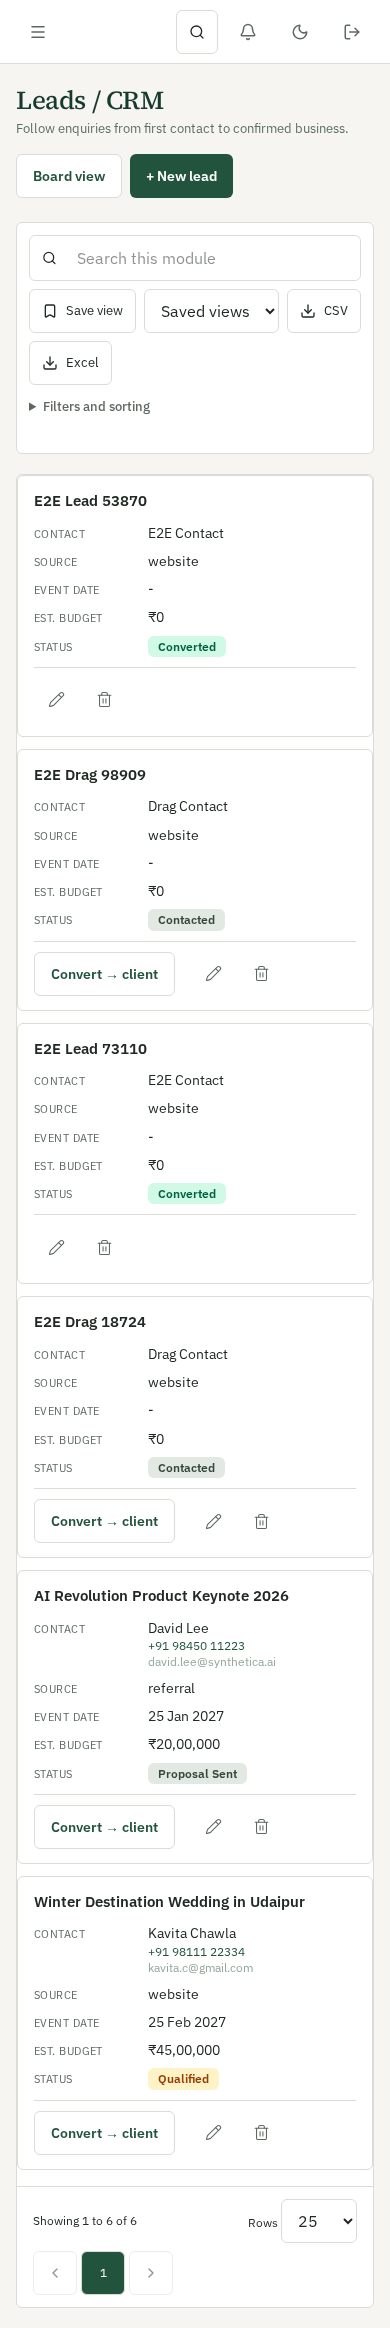 Leads / CRM
Follow enquiries from first contact to confirmed business.
Board view
+ New lead
Search this module
Save view
Saved views
CSV
Excel
Filters and sorting
E2E Lead 53870
CONTACT E2E Contact
SOURCE website
EVENT DATE -
EST. BUDGET ₹0
STATUS Converted
E2E Drag 98909
CONTACT Drag Contact
SOURCE website
EVENT DATE -
EST. BUDGET ₹0
STATUS Contacted
Convert → client
E2E Lead 73110
CONTACT E2E Contact
SOURCE website
EVENT DATE -
EST. BUDGET ₹0
STATUS Converted
E2E Drag 18724
CONTACT Drag Contact
SOURCE website
EVENT DATE -
EST. BUDGET ₹0
STATUS Contacted
Convert → client
AI Revolution Product Keynote 2026
CONTACT David Lee
+91 98450 11223
david.lee@synthetica.ai
SOURCE referral
EVENT DATE 25 Jan 2027
EST. BUDGET ₹20,00,000
STATUS Proposal Sent
Convert → client
Winter Destination Wedding in Udaipur
CONTACT Kavita Chawla
+91 98111 22334
kavita.c@gmail.com
SOURCE website
EVENT DATE 25 Feb 2027
EST. BUDGET ₹45,00,000
STATUS Qualified
Convert → client
Showing 1 to 6 of 6
Rows 25
1